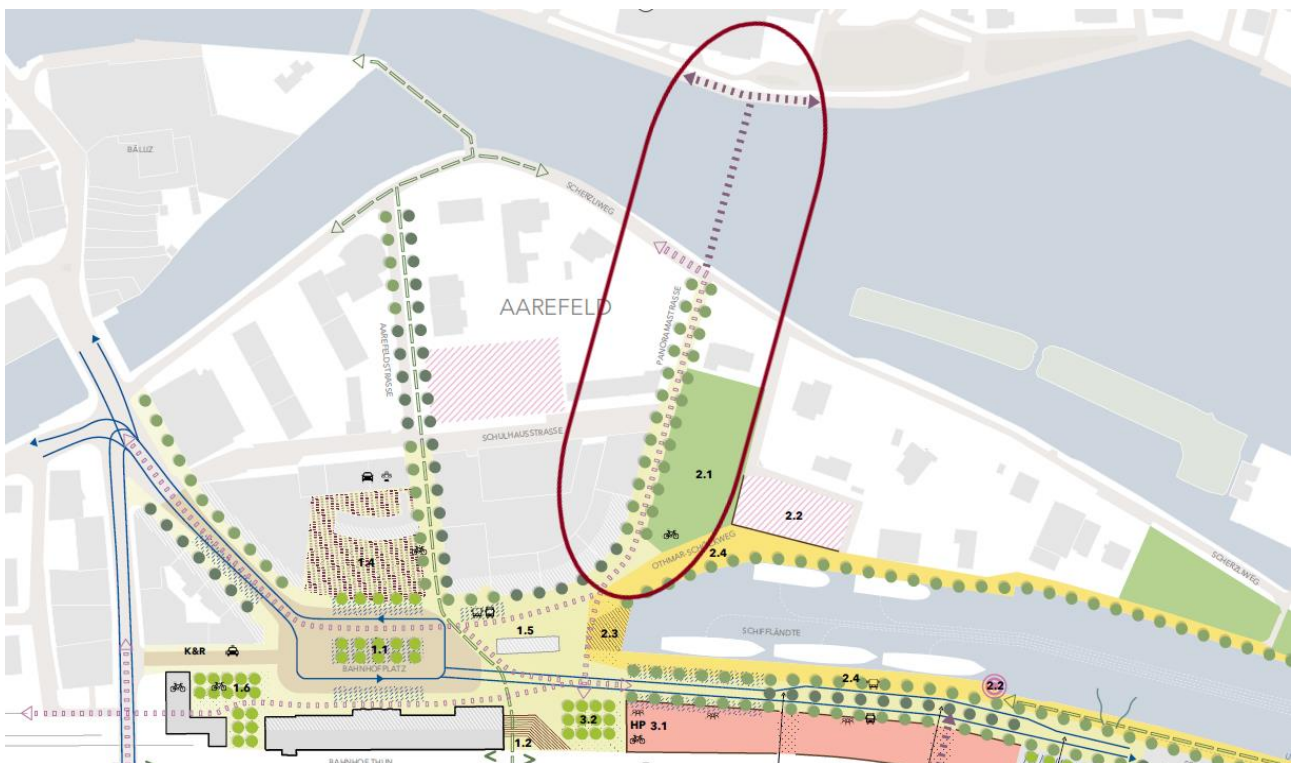 BÄLLIZ
SCHERZLIWEG
AAREFELD
PANORAMASTRASSE
AAREFELDSTRASSE
SCHULHAUSSTRASSE
2.1
2.2
OTHMAR-SCHOECKWEG
2.4
SCHERZLIWEG
1.4
1.5
2.3
SCHIFFLÄNDTE
K&R
1.1
BAHNHOFPLATZ
2.4
2.2
1.6
3.2
HP 3.1
1.2
BAHNHOF THUN